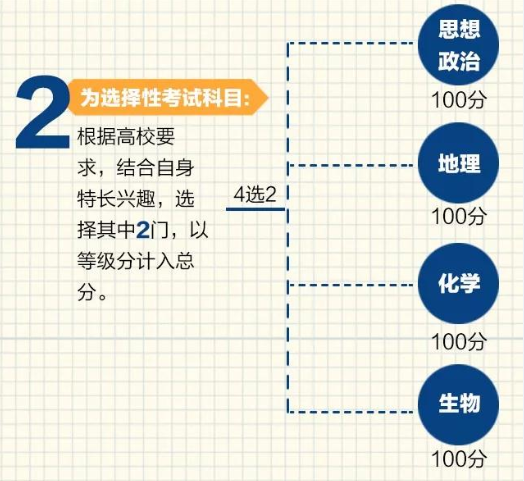 2
为选择性考试科目:
根据高校要
求，结合自身
特长兴趣，选
择其中2门，以
等级分计入总
分。
4选2
思想
政治
100分
地理
100分
化学
100分
生物
100分